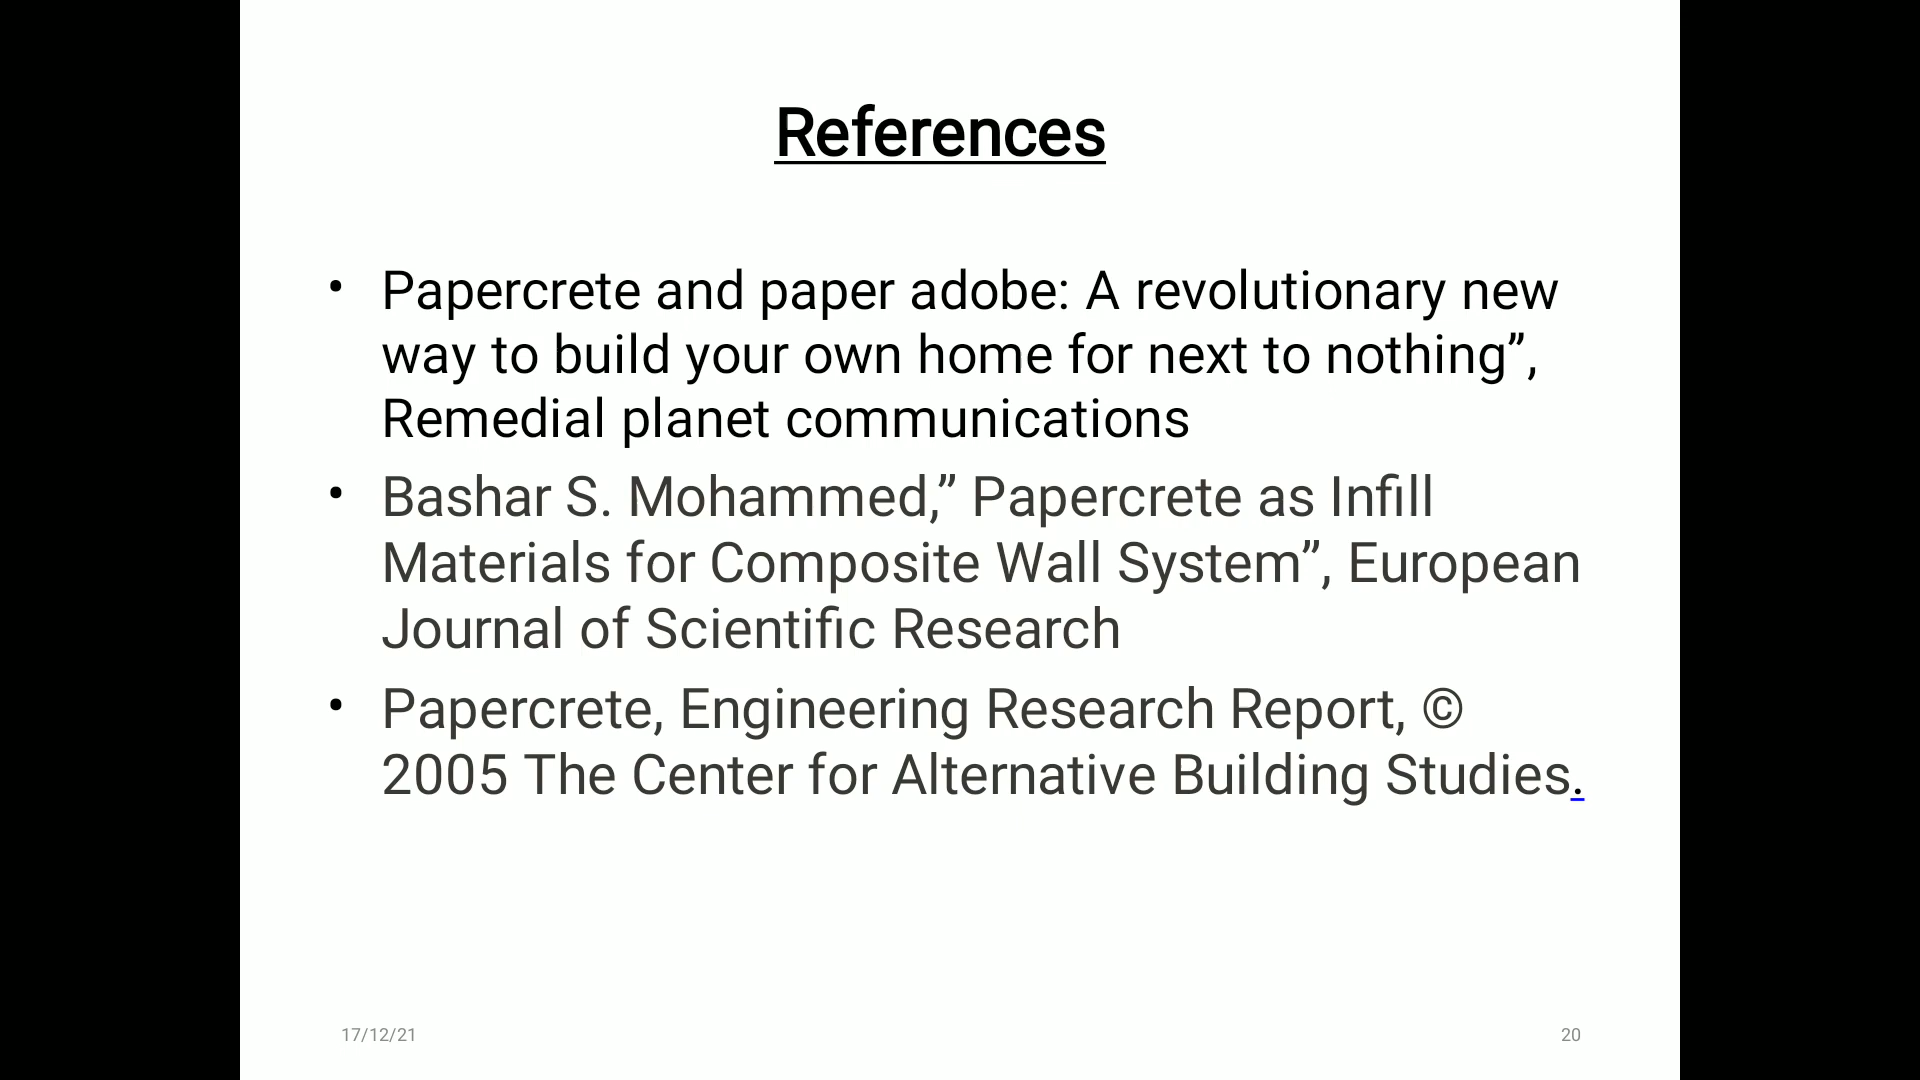 References
• Papercrete and paper adobe: A revolutionary new
way to build your own home for next to nothing”,
Remedial planet communications
• Bashar S. Mohammed,” Papercrete as Infill
Materials for Composite Wall System”, European
Journal of Scientific Research
• Papercrete, Engineering Research Report, ©
2005 The Center for Alternative Building Studies.
17/12/21
20